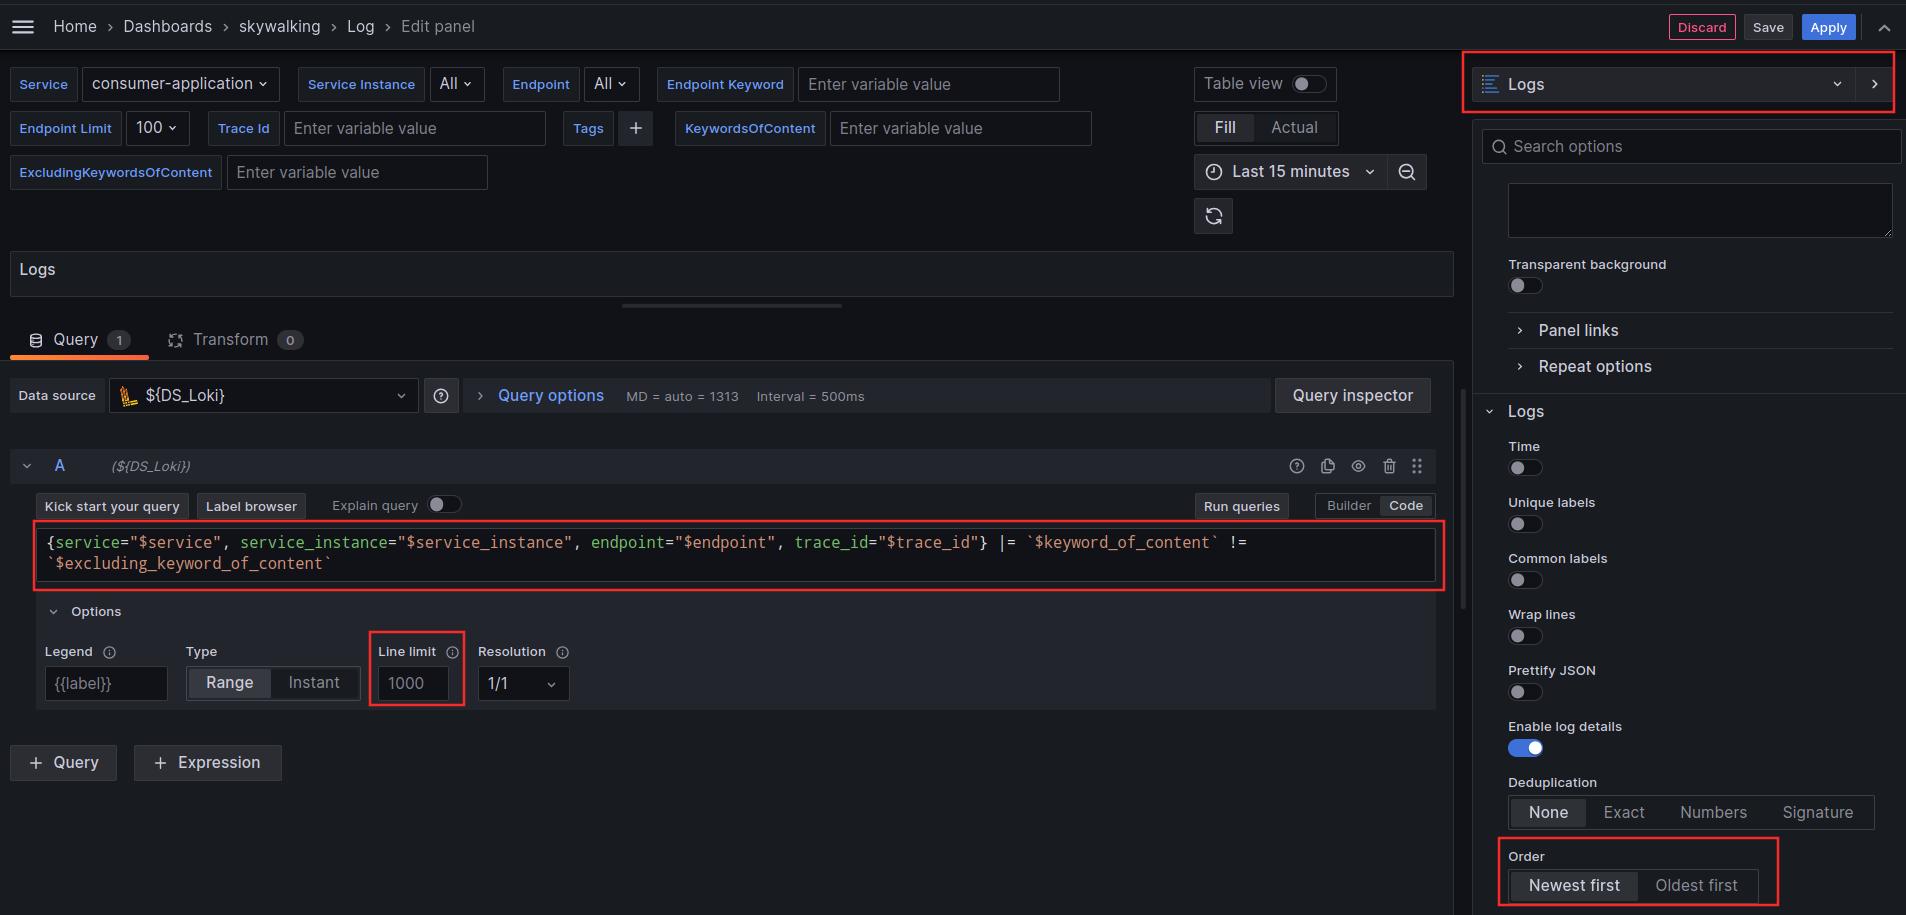 Home › Dashboards › skywalking › Log › Edit panel
Discard Save Apply
Service consumer-application Service Instance All Endpoint All Endpoint Keyword Enter variable value
Endpoint Limit 100 Trace Id Enter variable value Tags + KeywordsOfContent Enter variable value
ExcludingKeywordsOfContent Enter variable value
Table view
Fill Actual
Last 15 minutes
Logs
Query 1 Transform 0
Data source ${DS_Loki} Query options MD = auto = 1313 Interval = 500ms Query inspector
A (${DS_Loki})
Kick start your query Label browser Explain query Run queries Builder Code
{service="$service", service_instance="$service_instance", endpoint="$endpoint", trace_id="$trace_id"} |= `$keyword_of_content` !=
`$excluding_keyword_of_content`
Options
Legend Type Line limit Resolution
{{label}} Range Instant 1000 1/1
+ Query + Expression
Logs
Search options
Transparent background
Panel links
Repeat options
Logs
Time
Unique labels
Common labels
Wrap lines
Prettify JSON
Enable log details
Deduplication
None Exact Numbers Signature
Order
Newest first Oldest first